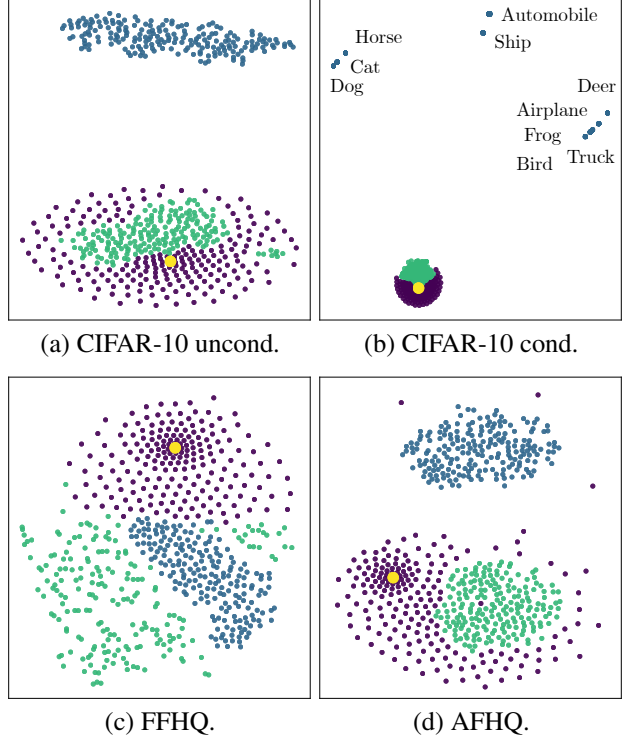 Automobile
Ship
Horse
Cat
Dog
Deer
Airplane
Frog
Truck
Bird
(a) CIFAR-10 uncond.
(b) CIFAR-10 cond.
(c) FFHQ.
(d) AFHQ.